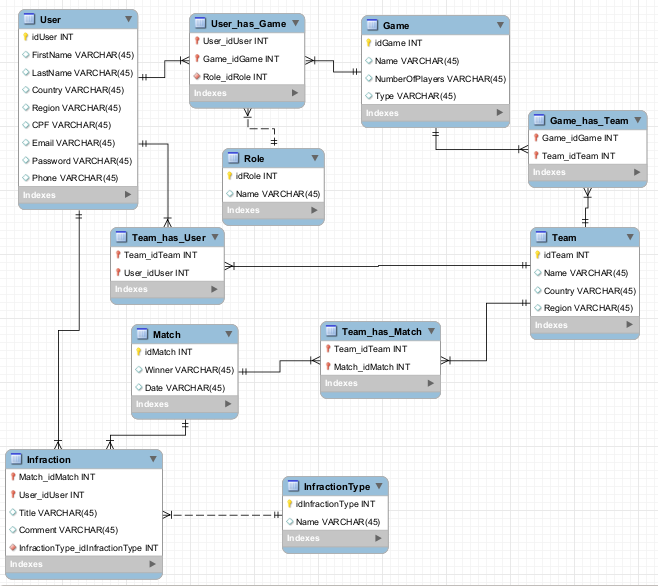 User
idUser INT
FirstName VARCHAR(45)
LastName VARCHAR(45)
Country VARCHAR(45)
Region VARCHAR(45)
CPF VARCHAR(45)
Email VARCHAR(45)
Password VARCHAR(45)
Phone VARCHAR(45)
Indexes
User_has_Game
User_idUser INT
Game_idGame INT
Role_idRole INT
Indexes
Game
idGame INT
Name VARCHAR(45)
NumberOfPlayers VARCHAR(45)
Type VARCHAR(45)
Indexes
Game_has_Team
Game_idGame INT
Team_idTeam INT
Indexes
Role
idRole INT
Name VARCHAR(45)
Indexes
Team_has_User
Team_idTeam INT
User_idUser INT
Indexes
Team
idTeam INT
Name VARCHAR(45)
Country VARCHAR(45)
Region VARCHAR(45)
Indexes
Match
idMatch INT
Winner VARCHAR(45)
Date VARCHAR(45)
Indexes
Team_has_Match
Team_idTeam INT
Match_idMatch INT
Indexes
Infraction
Match_idMatch INT
User_idUser INT
Title VARCHAR(45)
Comment VARCHAR(45)
InfractionType_idInfractionType INT
Indexes
InfractionType
idInfractionType INT
Name VARCHAR(45)
Indexes